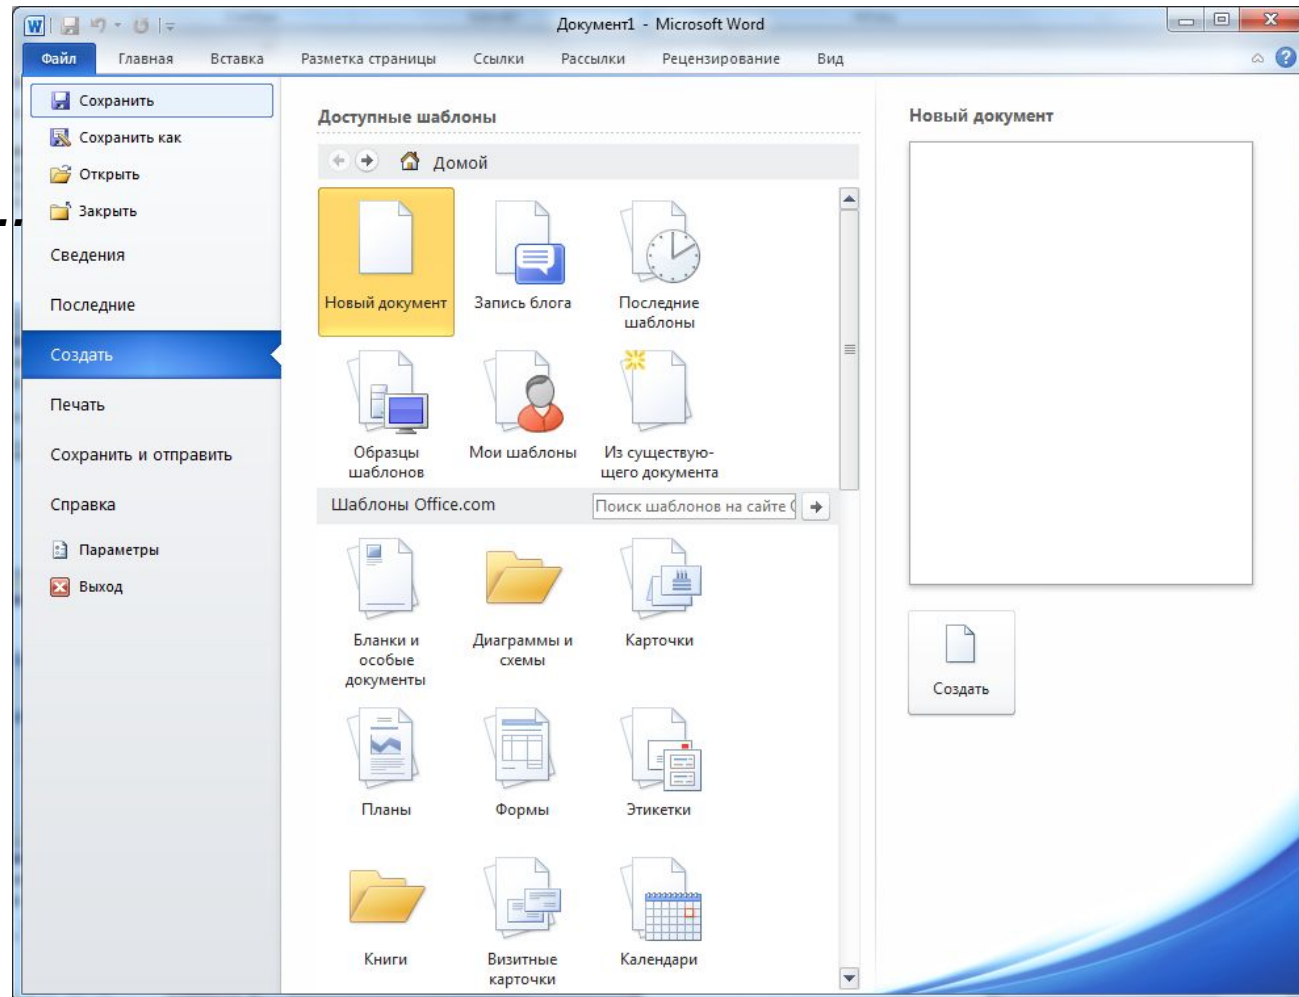 Документ1 - Microsoft Word
Файл Главная Вставка Разметка страницы Ссылки Рассылки Рецензирование Вид
Сохранить
Сохранить как
Открыть
Закрыть
Сведения
Последние
Создать
Печать
Сохранить и отправить
Справка
Параметры
Выход
Доступные шаблоны
Домой
Новый документ
Запись блога
Последние
шаблоны
Образцы
шаблонов
Мои шаблоны
Из существую-
щего документа
Шаблоны Office.com
Поиск шаблонов на сайте
Бланки и
особые
документы
Диаграммы и
схемы
Карточки
Планы
Формы
Этикетки
Книги
Визитные
карточки
Календари
Новый документ
Создать